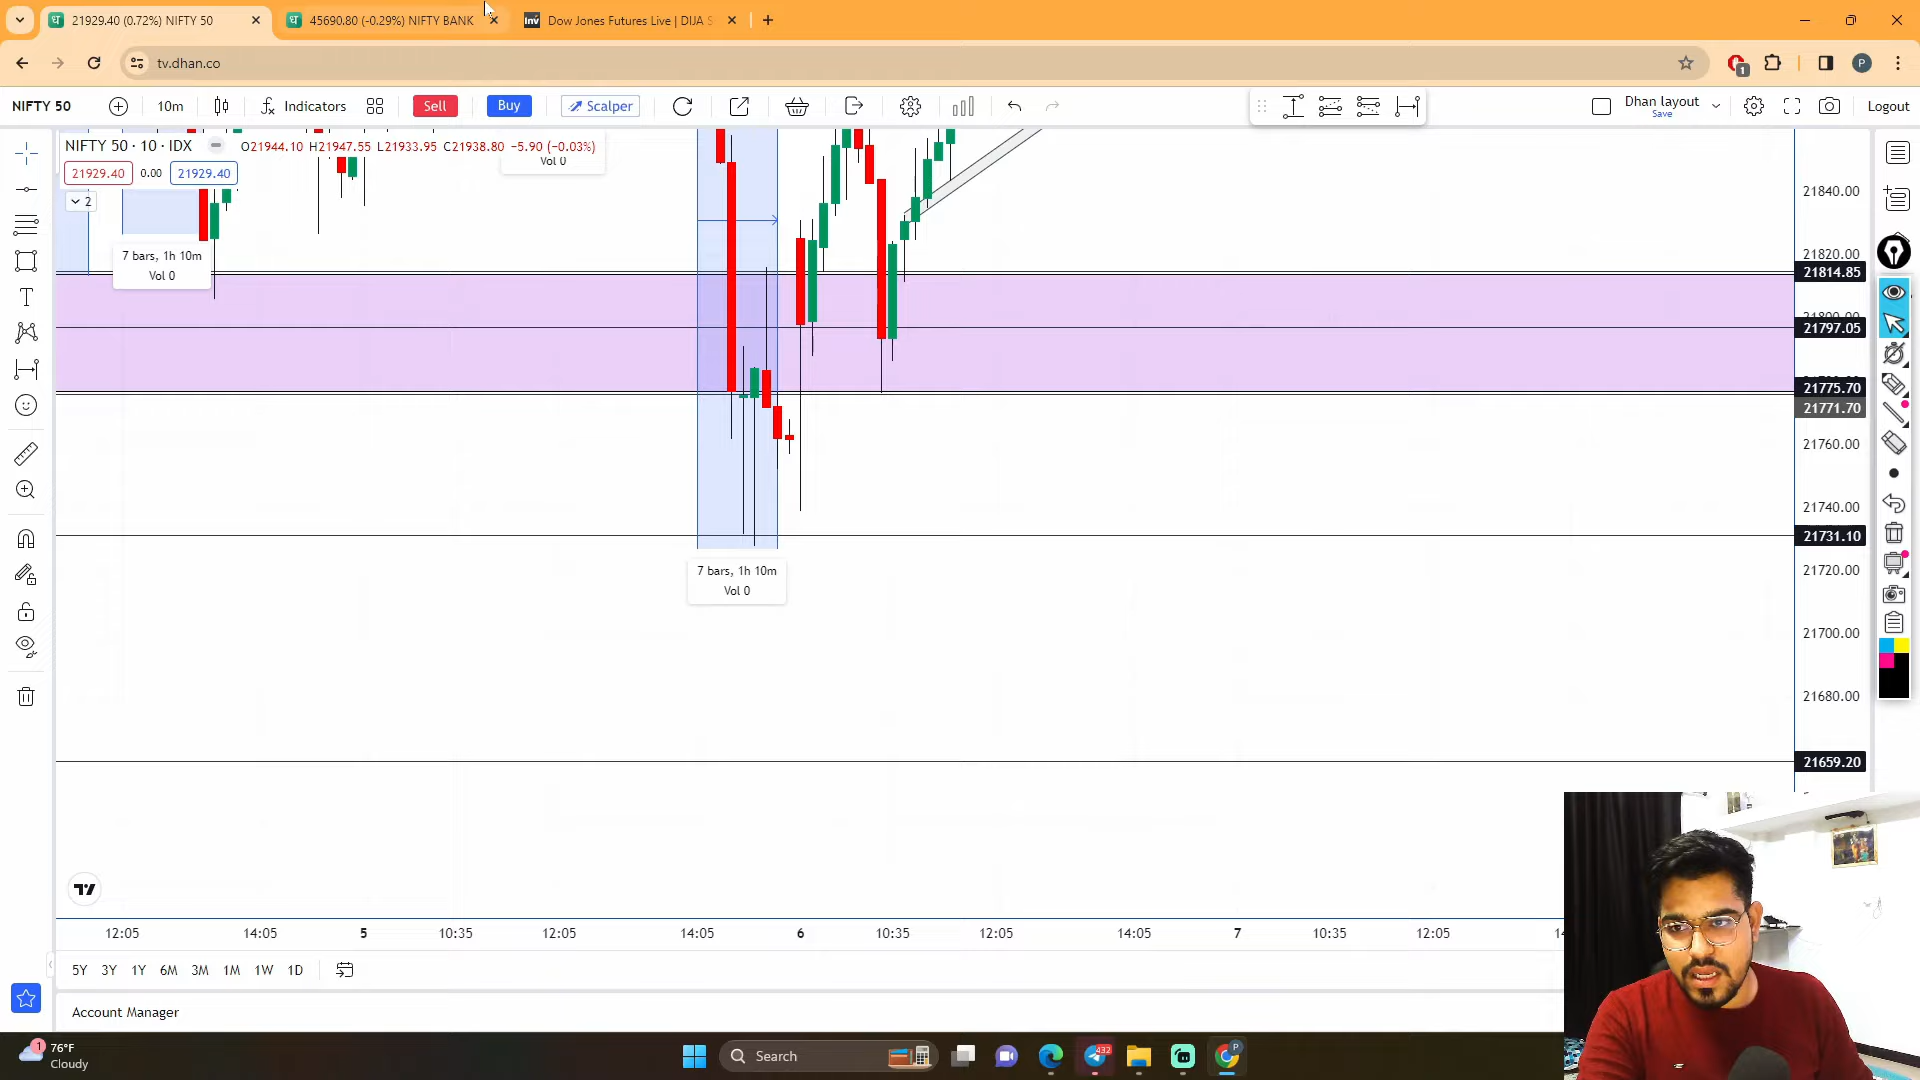 21929.40 (0.72%) NIFTY 50
45690.80 (-0.29%) NIFTY BANK
Inv Dow Jones Futures Live | DIJA
tv.dhan.co
1
P
NIFTY 50
10m
Indicators
Sell
Buy
Scalper
Dhan layout
Save
Logout
NIFTY 50 · 10 · IDX
O21944.10 H21947.55 L21933.95 C21938.80 −5.90 (−0.03%)
21929.40 0.00 21929.40
2
Vol 0
7 bars, 1h 10m
Vol 0
7 bars, 1h 10m
Vol 0
21840.00
21820.00
21814.85
21797.05
21775.70
21771.70
21760.00
21740.00
21731.10
21720.00
21700.00
21680.00
21659.20
12:05 14:05 5 10:35 12:05 14:05 6 10:35 12:05 14:05 7 10:35 12:05
5Y 3Y 1Y 6M 3M 1M 1W 1D
Account Manager
1
76°F
Cloudy
Search
432
P